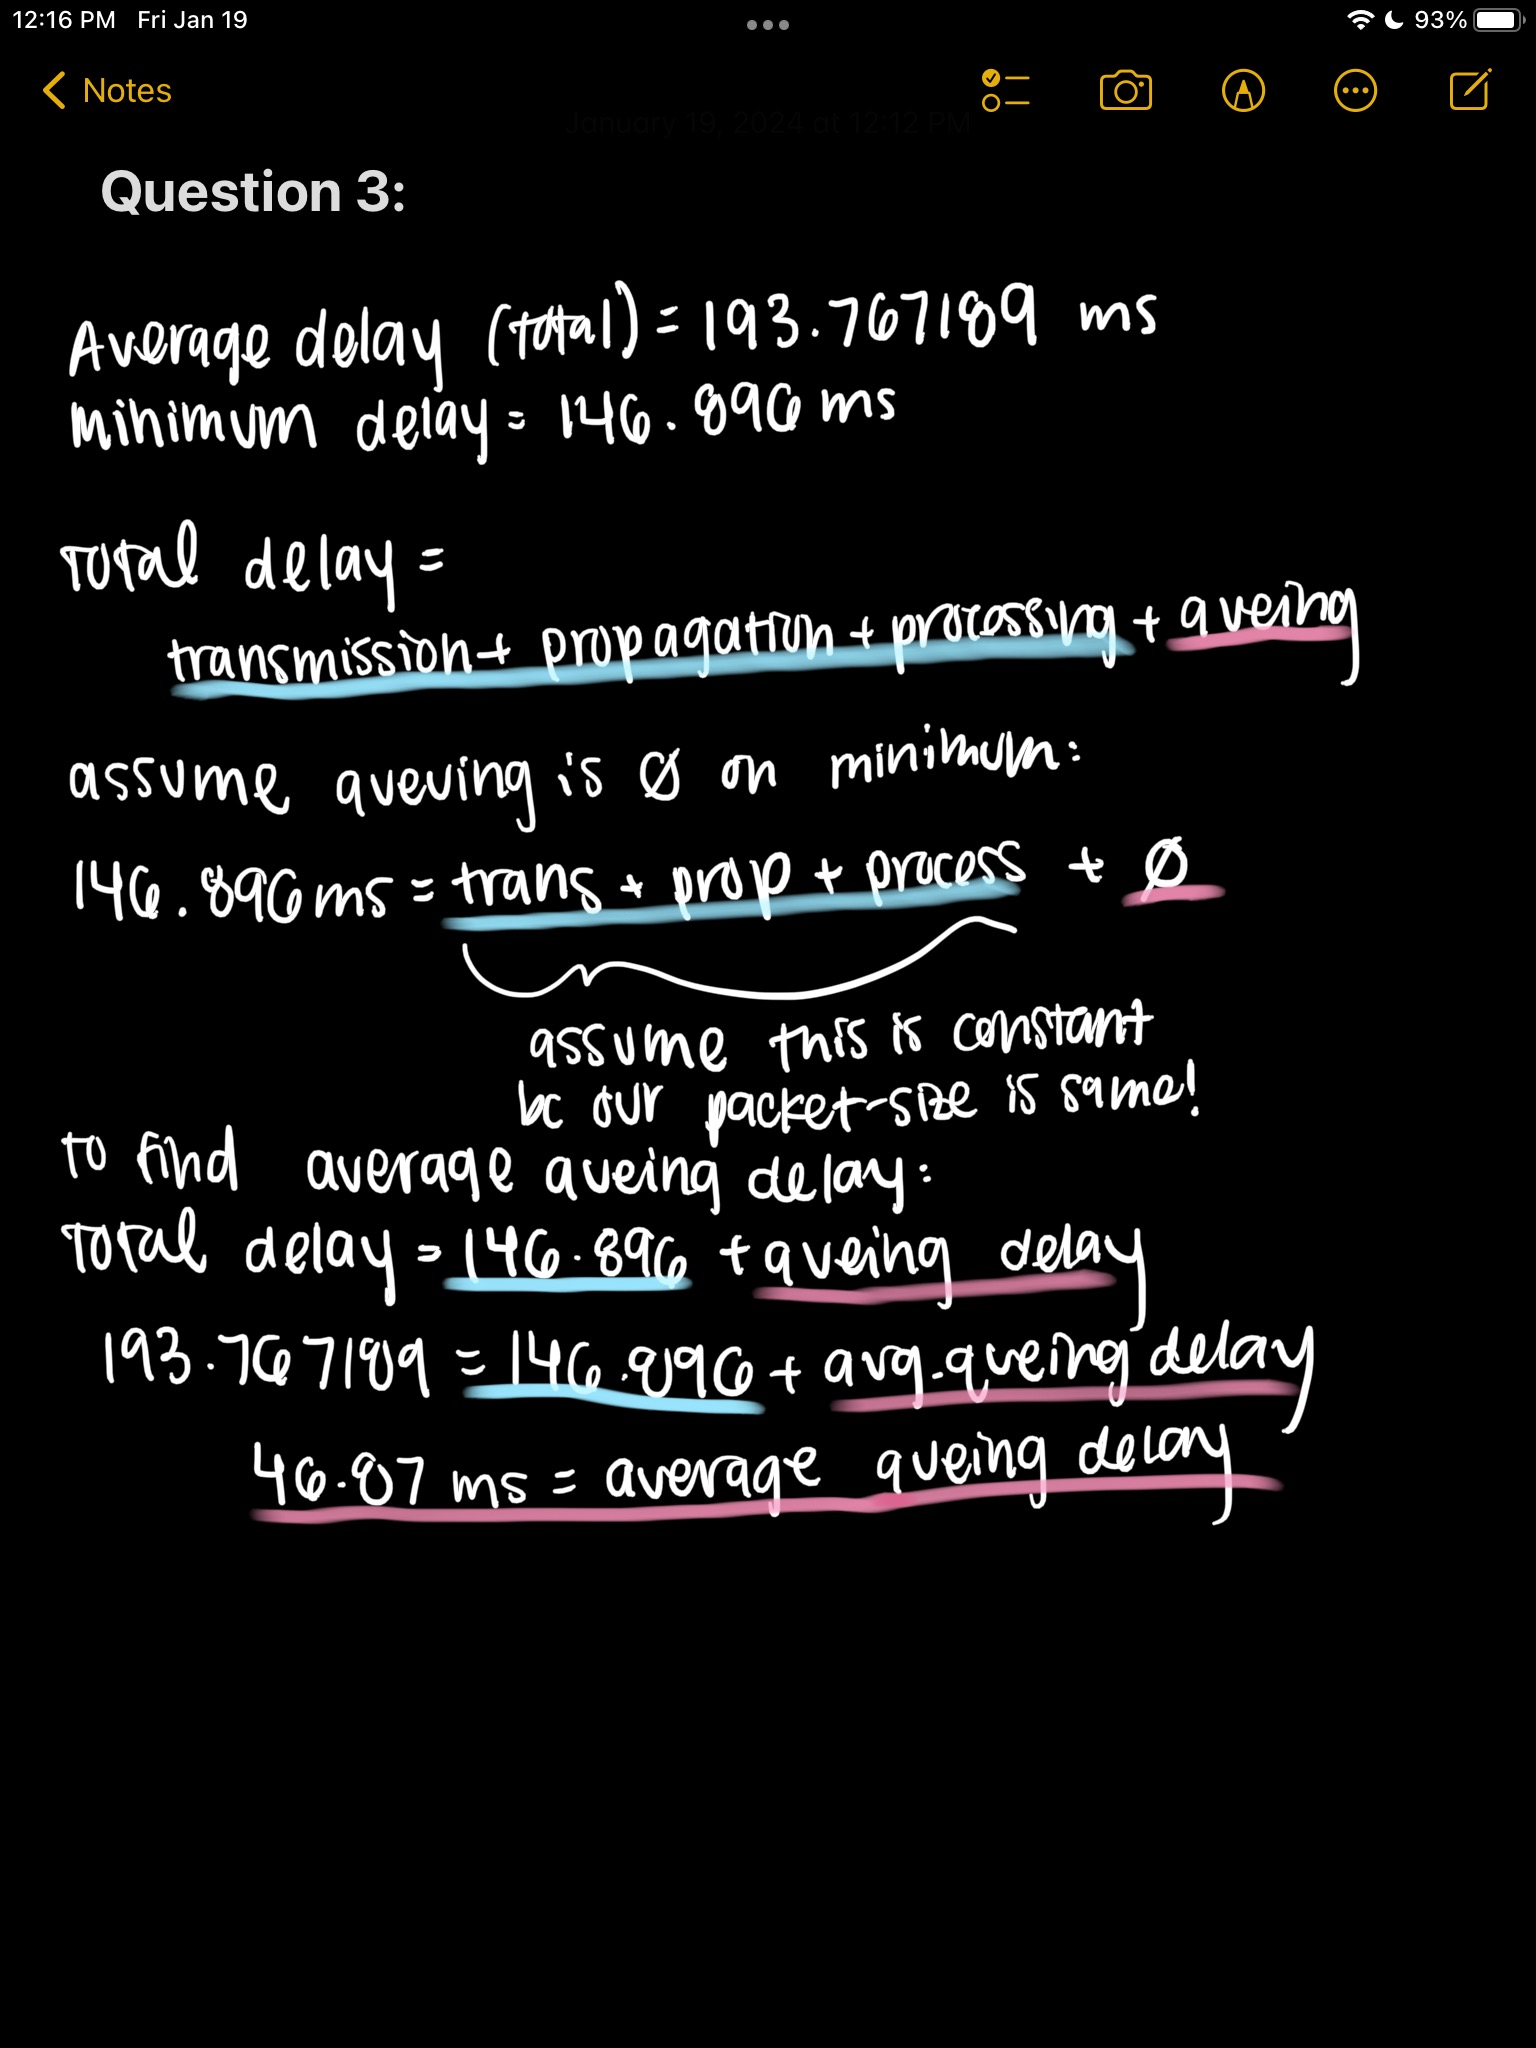 12:16 PM Fri Jan 19
93%
Notes
January 19, 2024 at 12:12 PM
Question 3:
Average delay (total) = 193.767189 ms
Minimum delay = 146.896 ms
Total delay =
transmission + propagation + processing + queing
assume queuing is Ø on minimum:
146.896 ms = trans + prop + process + Ø
assume this is constant
bc our packet-size is same!
to find average queing delay:
Total delay = 146.896 + queing delay
193.767189 = 146.896 + avg. queing delay
46.87 ms = average queing delay